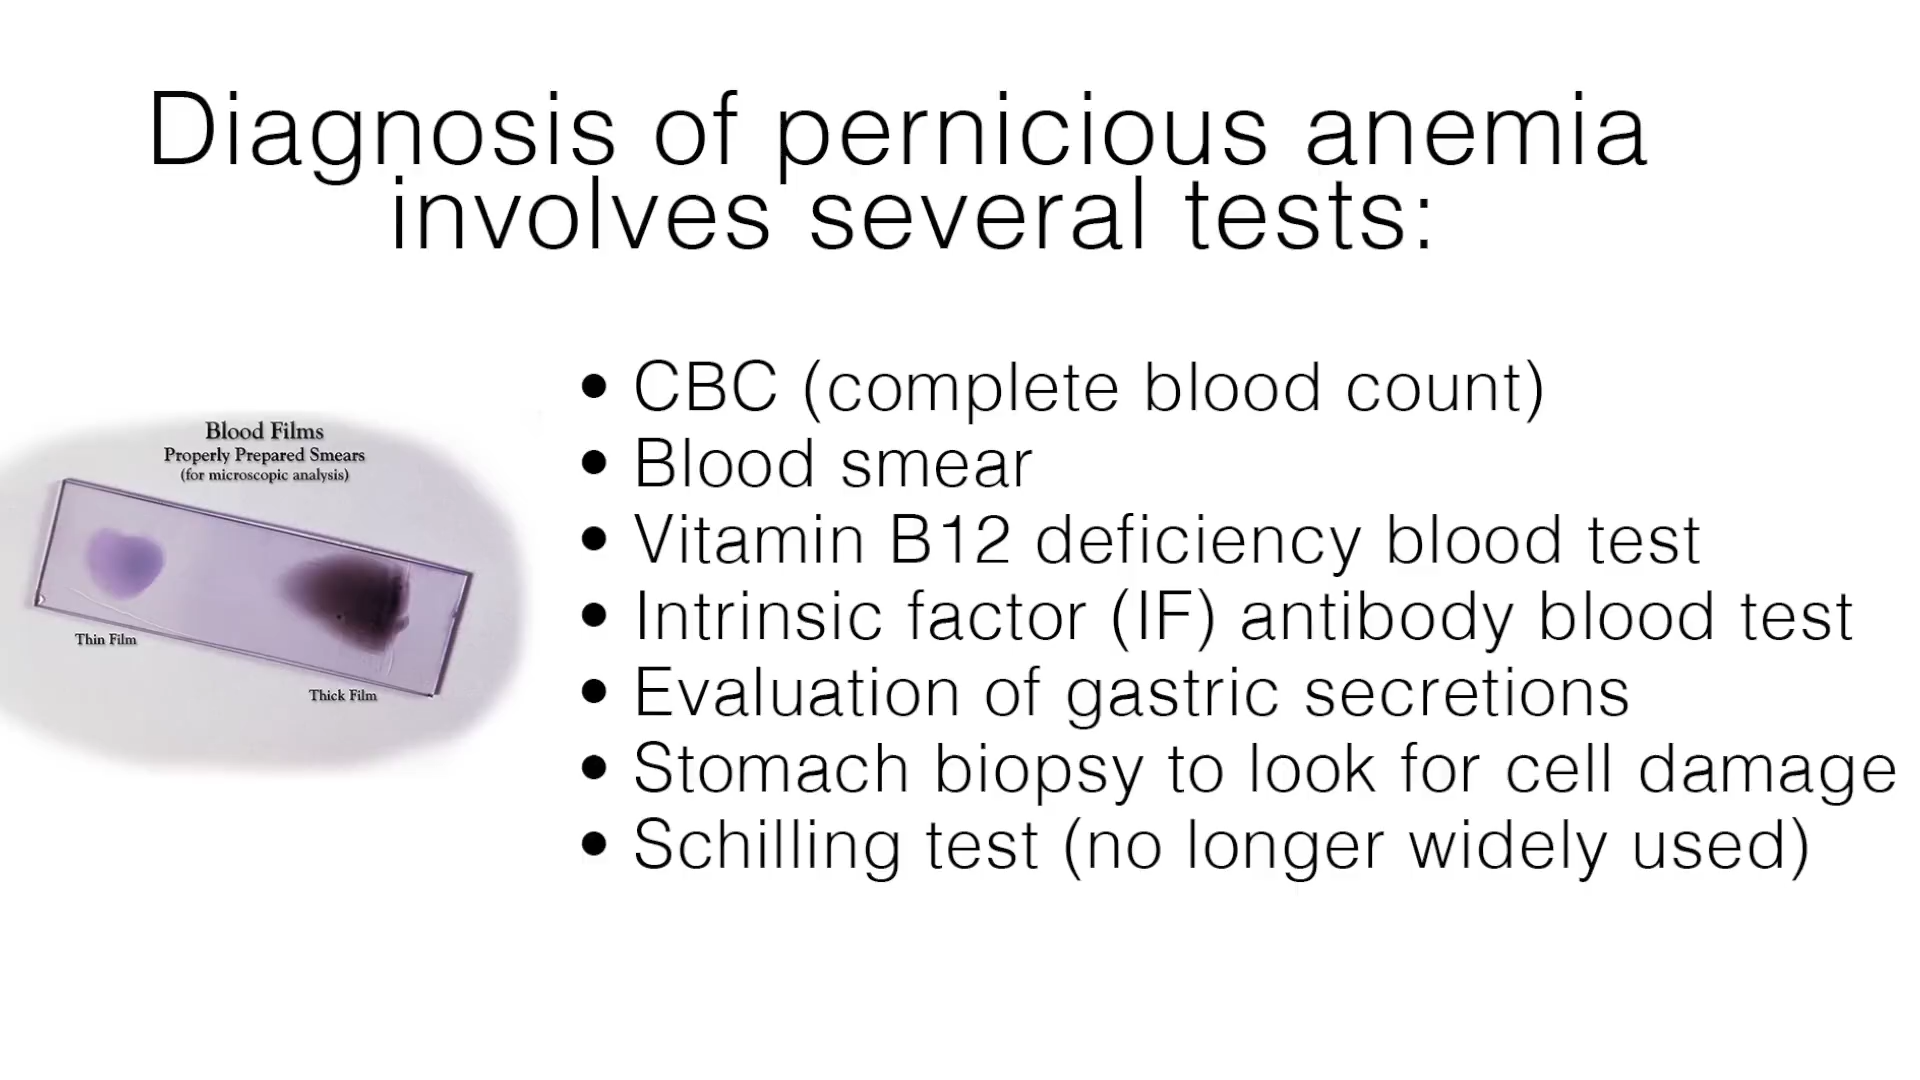 Diagnosis of pernicious anemia
involves several tests:
• CBC (complete blood count)
• Blood smear
• Vitamin B12 deficiency blood test
• Intrinsic factor (IF) antibody blood test
• Evaluation of gastric secretions
• Stomach biopsy to look for cell damage
• Schilling test (no longer widely used)
Blood Films
Properly Prepared Smears
(for microscopic analysis)
Thin Film
Thick Film